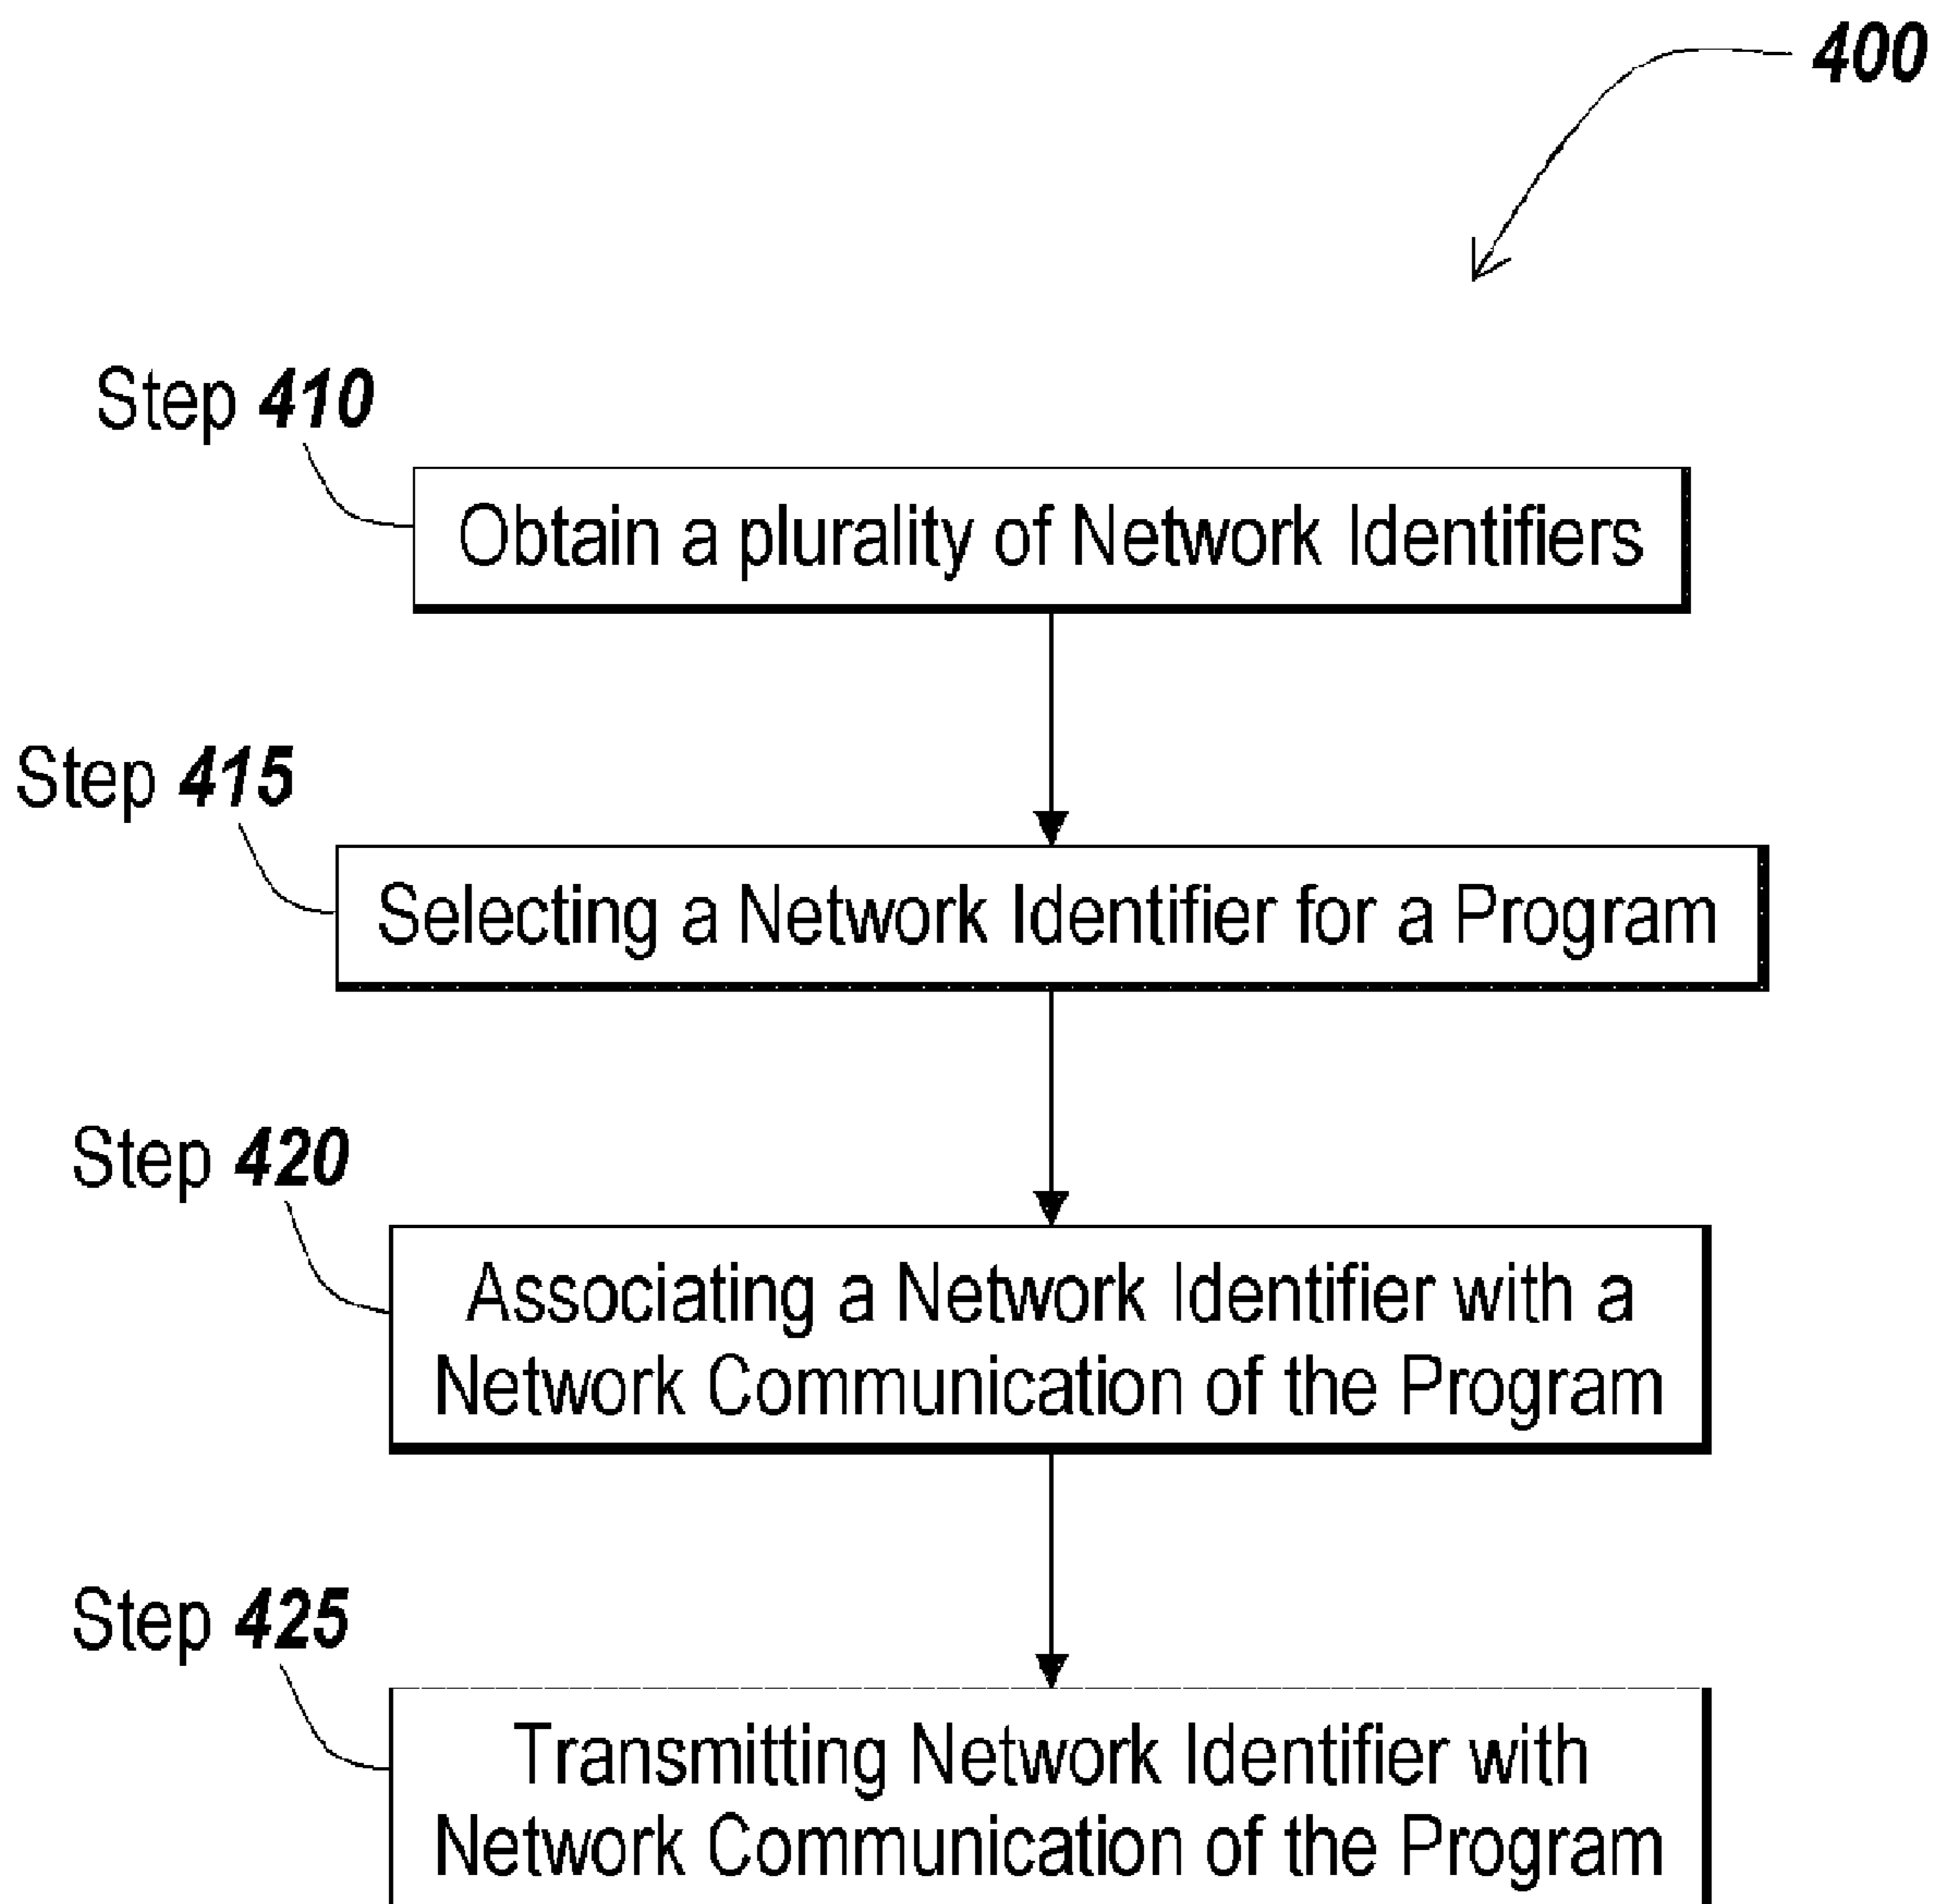 400
Step 410
Obtain a plurality of Network Identifiers
Step 415
Selecting a Network Identifier for a Program
Step 420
Associating a Network Identifier with a
Network Communication of the Program
Step 425
Transmitting Network Identifier with
Network Communication of the Program